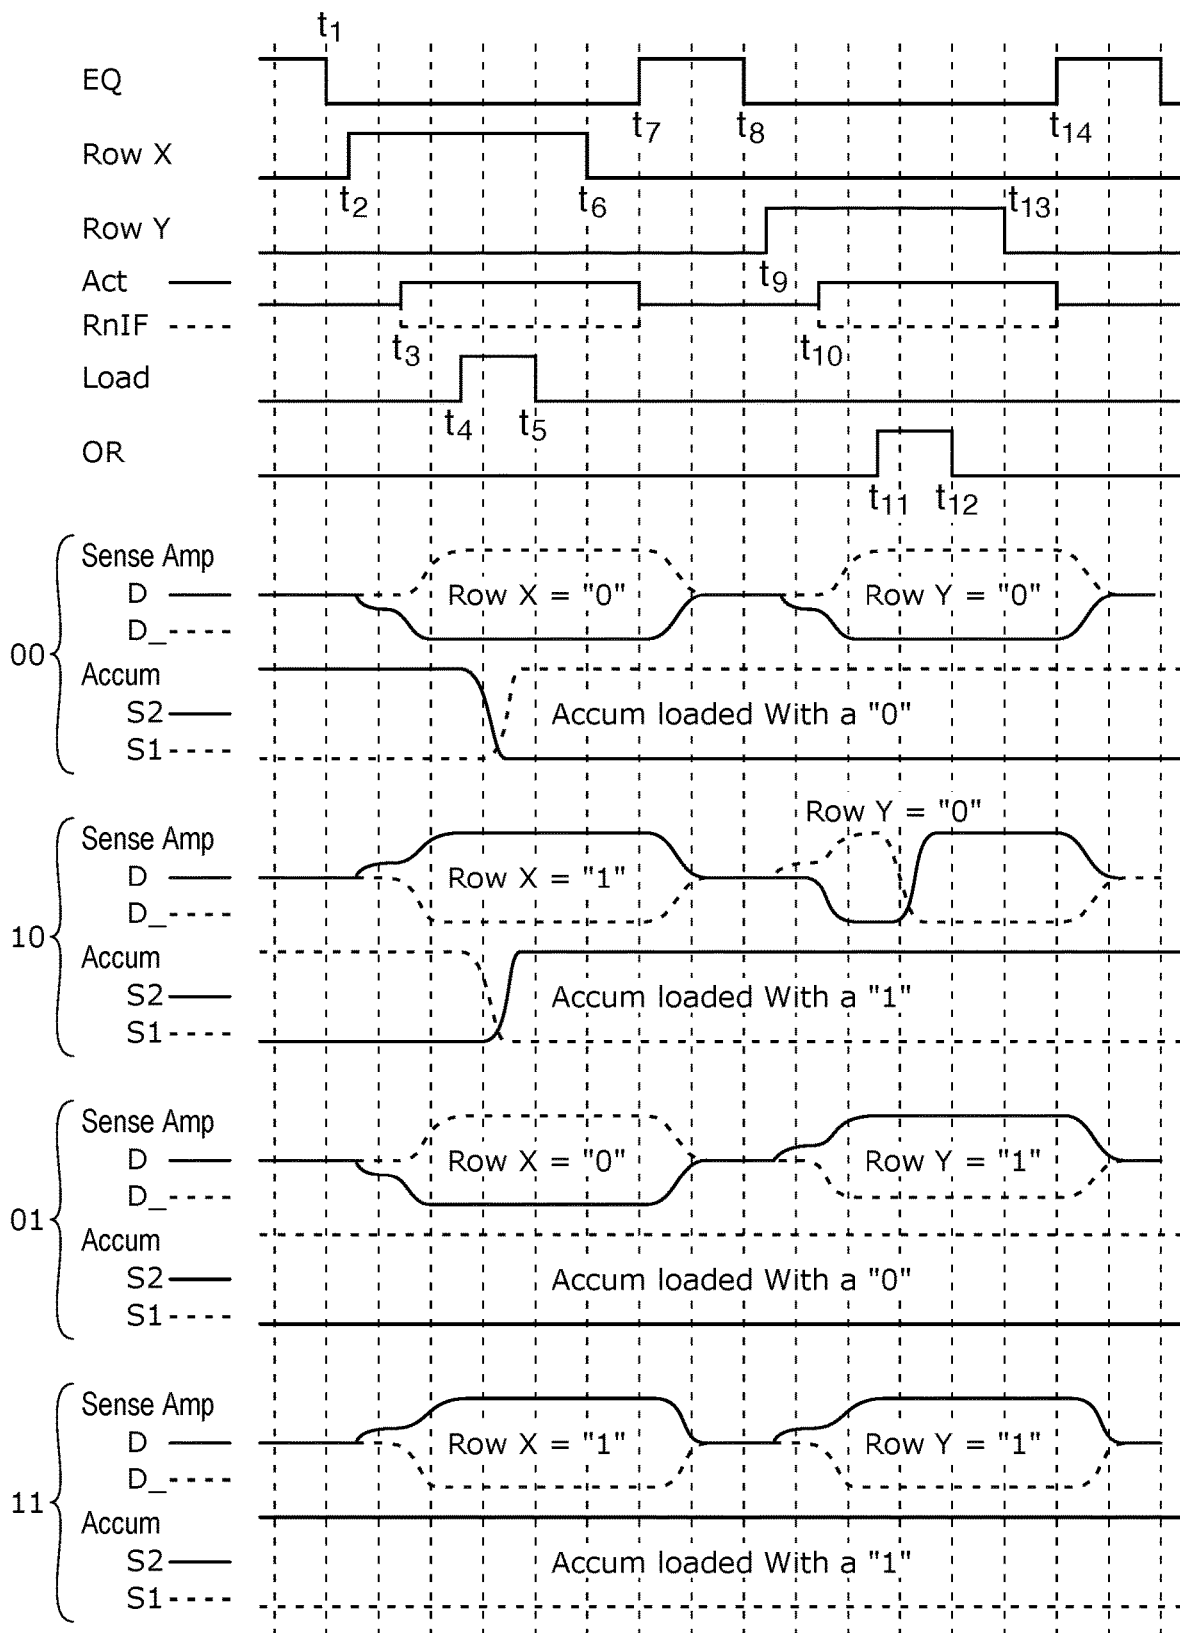 t1
EQ
t7 t8 t14
Row X
t2 t6 t13
Row Y
t9
Act
RnIF
t3 t10
Load
t4 t5
OR
t11 t12
Sense Amp
D Row X = "0" Row Y = "0"
D_
00
Accum
S2 Accum loaded With a "0"
S1
Row Y = "0"
Sense Amp
D Row X = "1"
D_
10
Accum
S2 Accum loaded With a "1"
S1
Sense Amp
D Row X = "0" Row Y = "1"
D_
01
Accum
S2 Accum loaded With a "0"
S1
Sense Amp
D Row X = "1" Row Y = "1"
D_
11
Accum
S2 Accum loaded With a "1"
S1